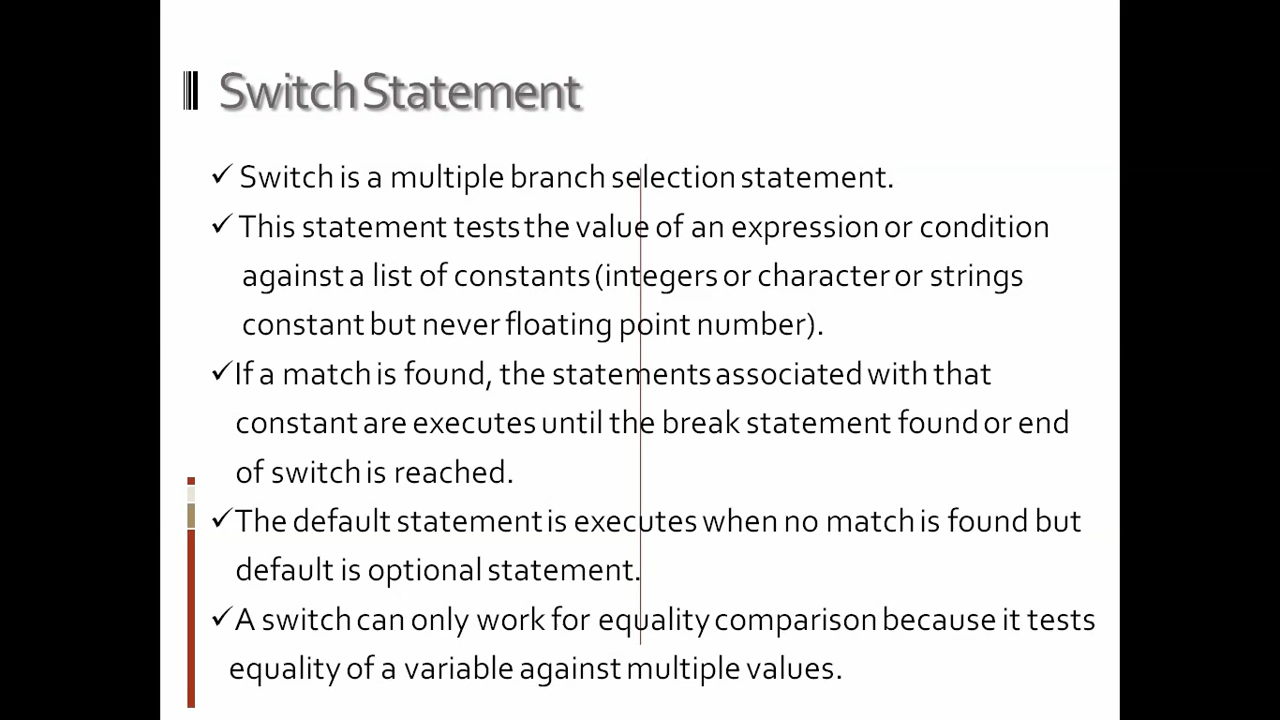 Switch Statement
✓ Switch is a multiple branch selection statement.
✓ This statement tests the value of an expression or condition
against a list of constants (integers or character or strings
constant but never floating point number).
✓ If a match is found, the statements associated with that
constant are executes until the break statement found or end
of switch is reached.
✓ The default statement is executes when no match is found but
default is optional statement.
✓ A switch can only work for equality comparison because it tests
equality of a variable against multiple values.